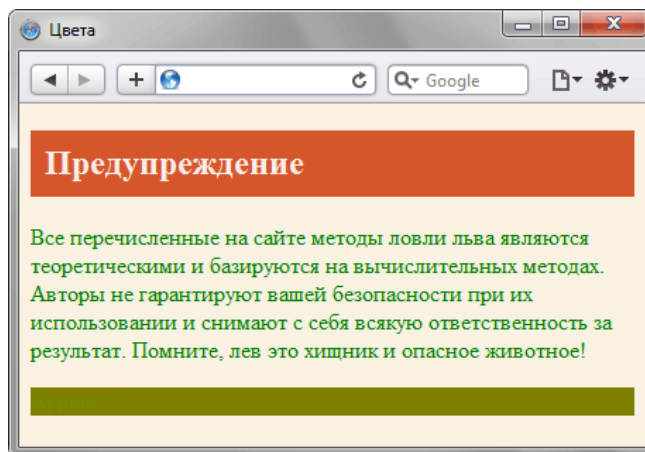 Цвета
Google
Предупреждение
Все перечисленные на сайте методы ловли льва являются
теоретическими и базируются на вычислительных методах.
Авторы не гарантируют вашей безопасности при их
использовании и снимают с себя всякую ответственность за
результат. Помните, лев это хищник и опасное животное!